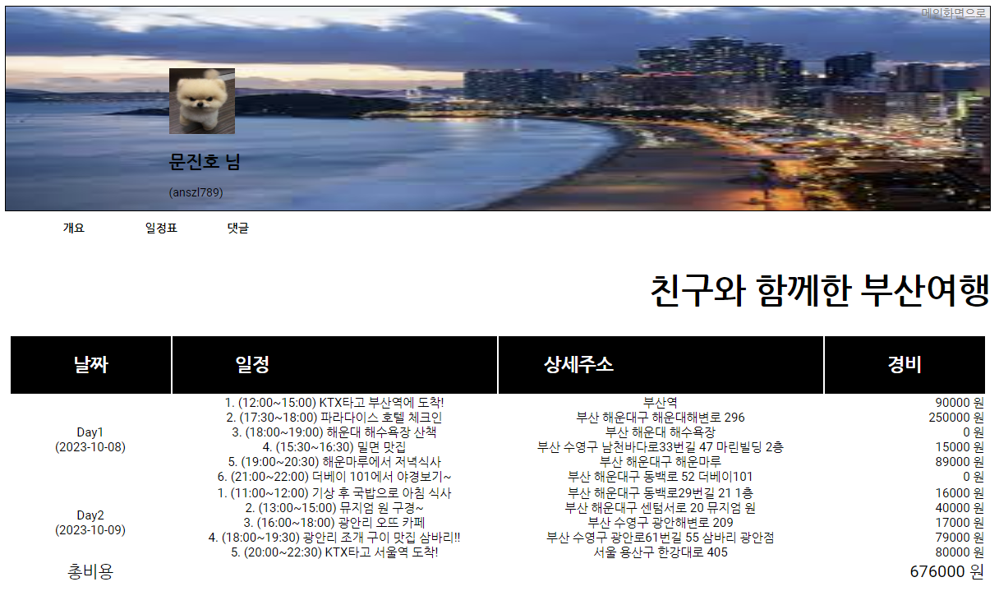 메인화면으로
문진호 님
(anszl789)
개요 일정표 댓글
친구와 함께한 부산여행
날짜 일정 상세주소 경비
1. (12:00~15:00) KTX타고 부산역에 도착! 부산역 90000 원
2. (17:30~18:00) 파라다이스 호텔 체크인 부산 해운대구 해운대해변로 296 250000 원
Day1 3. (18:00~19:00) 해운대 해수욕장 산책 부산 해운대 해수욕장 0 원
(2023-10-08) 4. (15:30~16:30) 밀면 맛집 부산 수영구 남천바다로33번길 47 마린빌딩 2층 15000 원
5. (19:00~20:30) 해운마루에서 저녁식사 부산 해운대구 해운마루 89000 원
6. (21:00~22:00) 더베이 101에서 야경보기~ 부산 해운대구 동백로 52 더베이101 0 원
1. (11:00~12:00) 기상 후 국밥으로 아침 식사 부산 해운대구 동백로29번길 21 1층 16000 원
2. (13:00~15:00) 뮤지엄 원 구경~ 부산 해운대구 센텀서로 20 뮤지엄 원 40000 원
Day2 3. (16:00~18:00) 광안리 오뜨 카페 부산 수영구 광안해변로 209 17000 원
(2023-10-09) 4. (18:00~19:30) 광안리 조개 구이 맛집 삼바리!! 부산 수영구 광안로61번길 55 삼바리 광안점 79000 원
5. (20:00~22:30) KTX타고 서울역 도착! 서울 용산구 한강대로 405 80000 원
총비용 676000 원